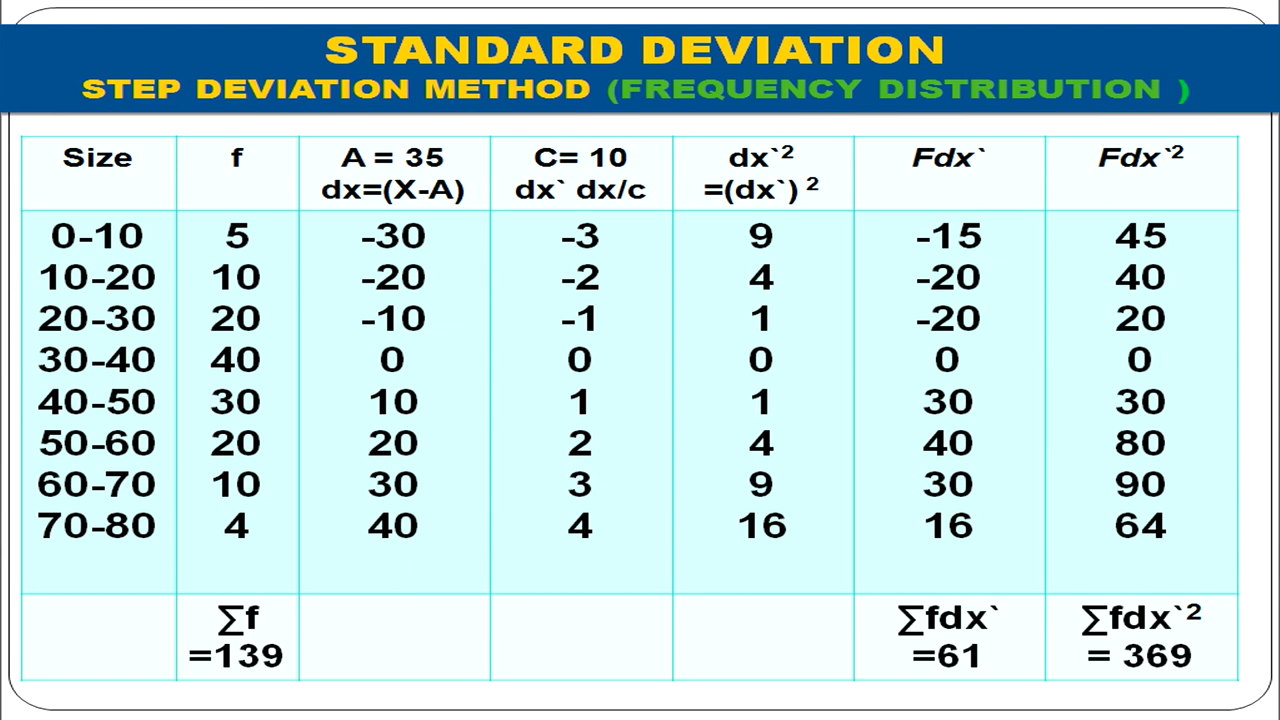 STANDARD DEVIATION
STEP DEVIATION METHOD (FREQUENCY DISTRIBUTION )
Size f A = 35 C= 10 dx`² Fdx` Fdx`²
dx=(X-A) dx` dx/c =(dx`) ²
0-10 5 -30 -3 9 -15 45
10-20 10 -20 -2 4 -20 40
20-30 20 -10 -1 1 -20 20
30-40 40 0 0 0 0 0
40-50 30 10 1 1 30 30
50-60 20 20 2 4 40 80
60-70 10 30 3 9 30 90
70-80 4 40 4 16 16 64
∑f ∑fdx` ∑fdx`²
=139 =61 = 369